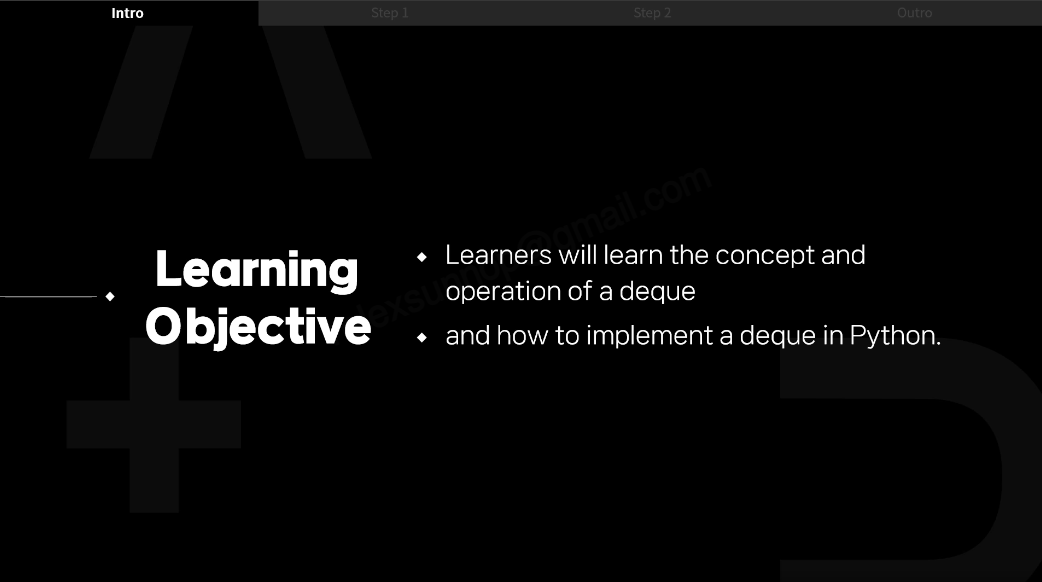 Intro
Step 1
Step 2
Outro
Learning
Objective
Learners will learn the concept and
operation of a deque
and how to implement a deque in Python.